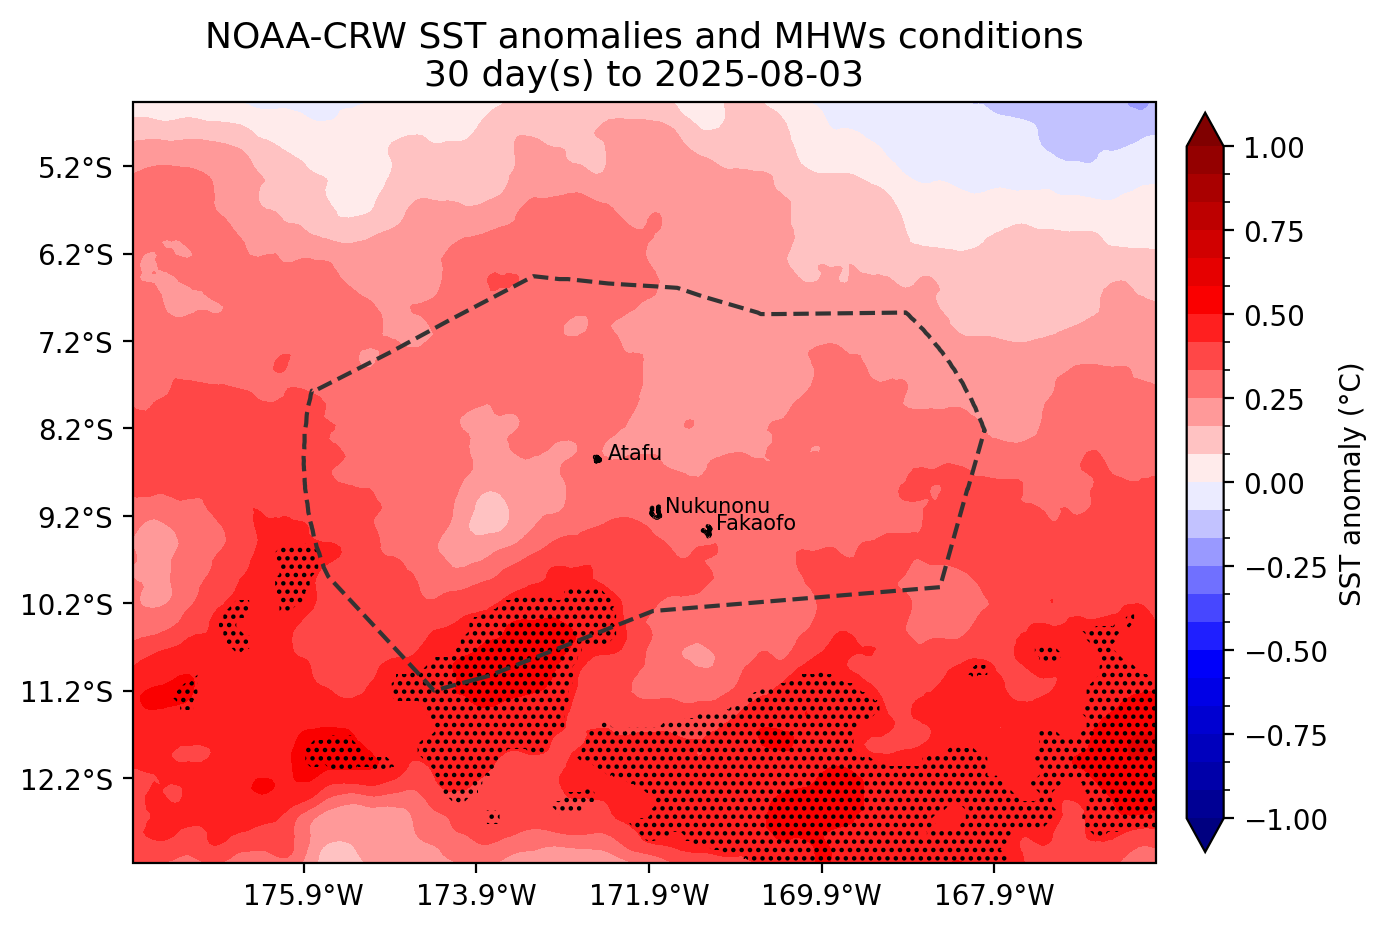 NOAA-CRW SST anomalies and MHWs conditions
30 day(s) to 2025-08-03
5.2°S
6.2°S
7.2°S
8.2°S
9.2°S
10.2°S
11.2°S
12.2°S
Atafu
Nukunonu
Fakaofo
175.9°W
173.9°W
171.9°W
169.9°W
167.9°W
1.00
0.75
0.50
0.25
0.00
−0.25
−0.50
−0.75
−1.00
SST anomaly (°C)